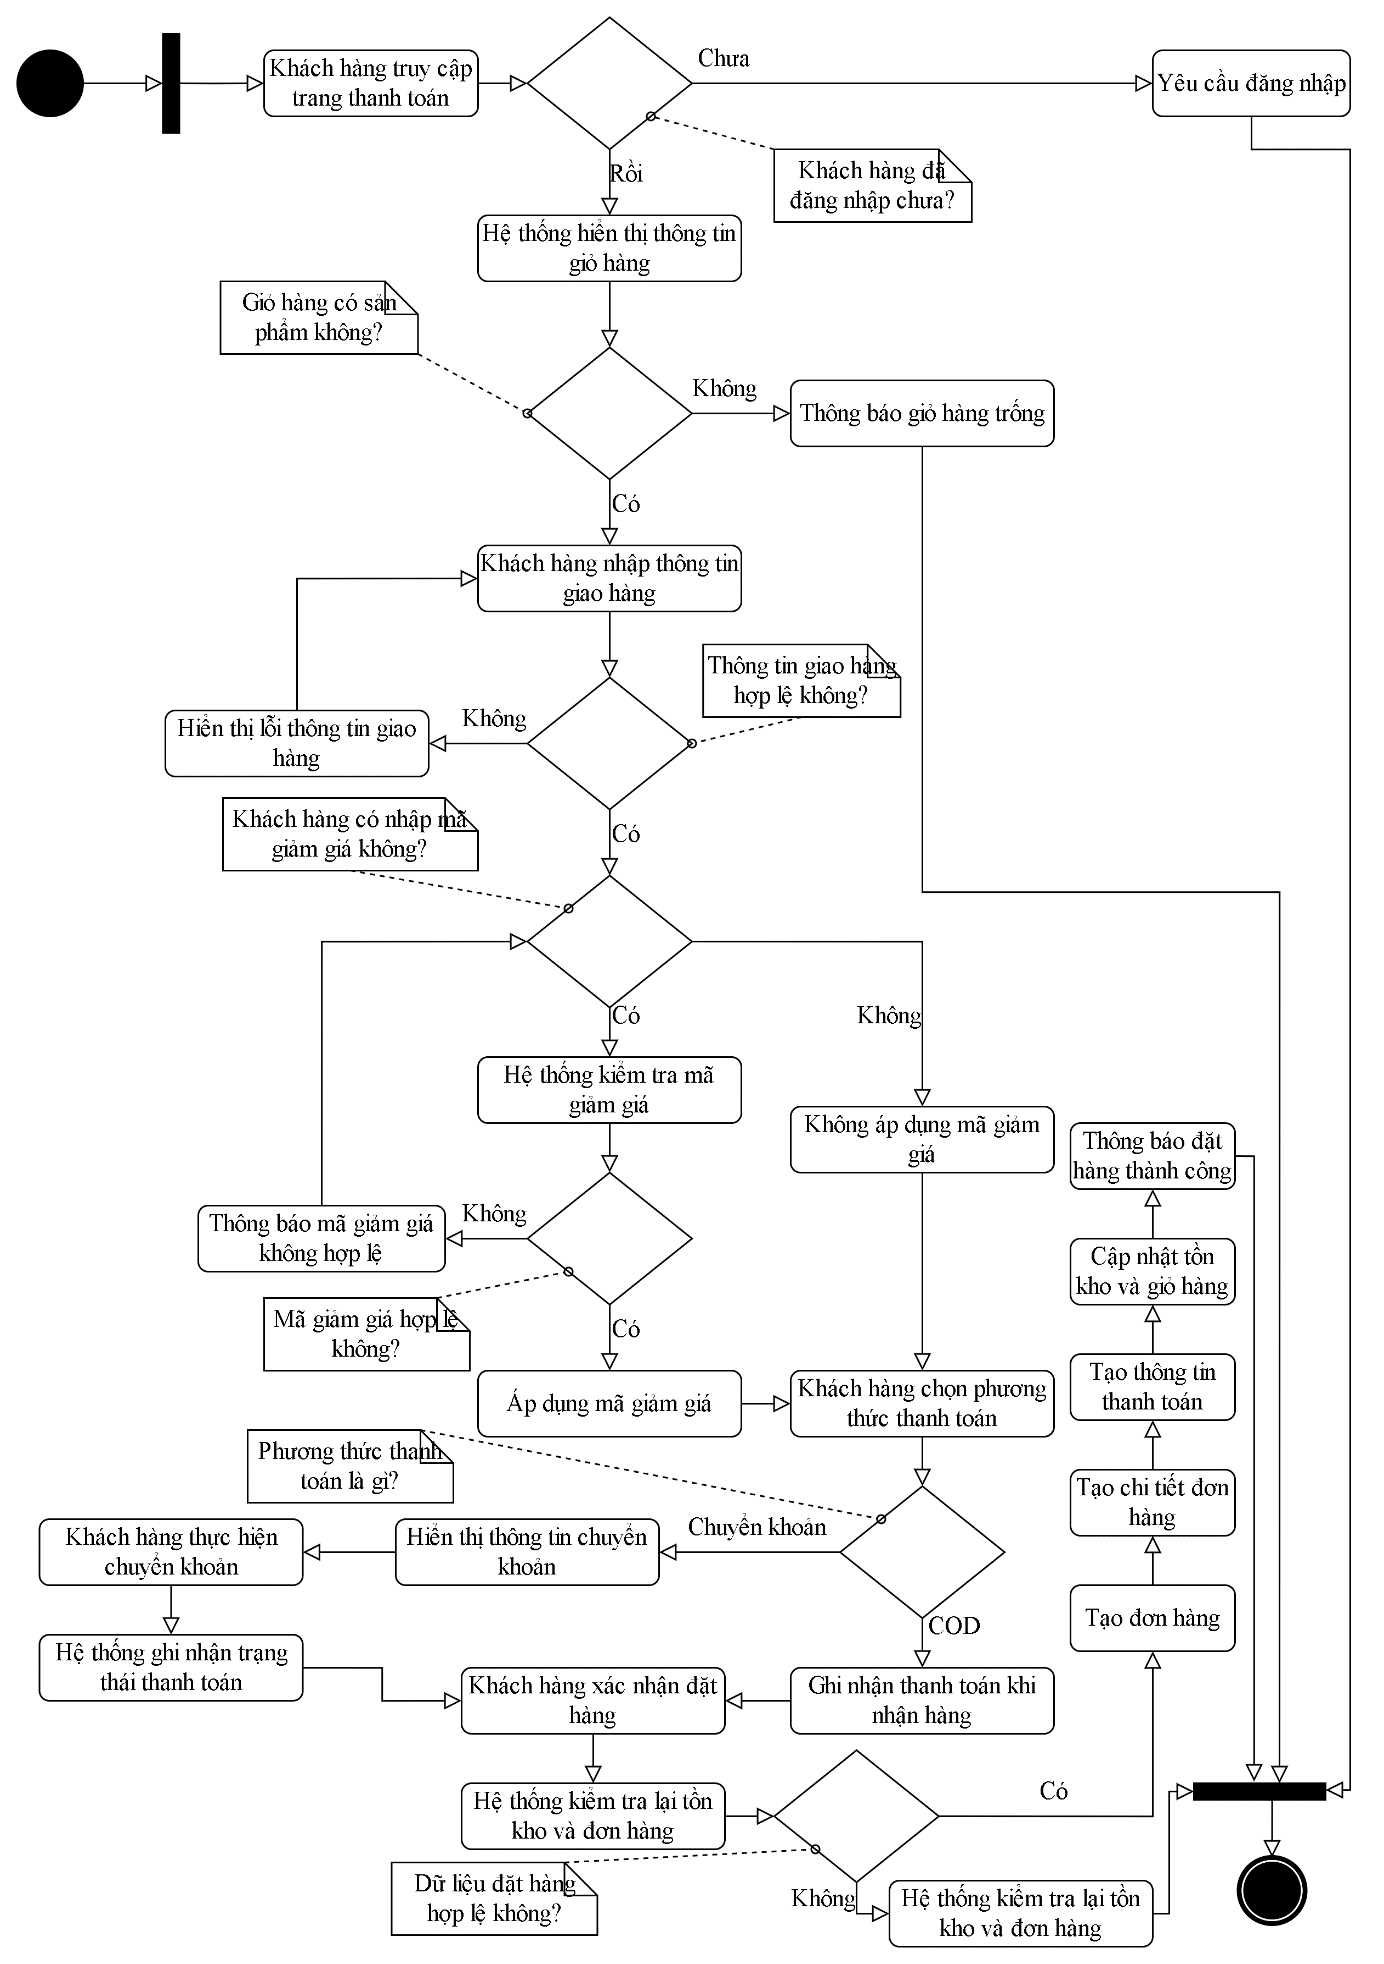 Khách hàng truy cập
trang thanh toán
Chưa
Yêu cầu đăng nhập
Khách hàng đã
đăng nhập chưa?
Rồi
Hệ thống hiển thị thông tin
giỏ hàng
Giỏ hàng có sản
phẩm không?
Không
Thông báo giỏ hàng trống
Có
Khách hàng nhập thông tin
giao hàng
Thông tin giao hàng
hợp lệ không?
Không
Hiển thị lỗi thông tin giao
hàng
Khách hàng có nhập mã
giảm giá không?
Có
Có
Không
Hệ thống kiểm tra mã
giảm giá
Không áp dụng mã giảm
giá
Thông báo đặt
hàng thành công
Không
Thông báo mã giảm giá
không hợp lệ
Cập nhật tồn
kho và giỏ hàng
Mã giảm giá hợp lệ
không?
Có
Tạo thông tin
thanh toán
Áp dụng mã giảm giá
Khách hàng chọn phương
thức thanh toán
Phương thức thanh
toán là gì?
Tạo chi tiết đơn
hàng
Chuyển khoản
Hiển thị thông tin chuyển
khoản
Khách hàng thực hiện
chuyển khoản
COD
Tạo đơn hàng
Hệ thống ghi nhận trạng
thái thanh toán
Khách hàng xác nhận đặt
hàng
Ghi nhận thanh toán khi
nhận hàng
Hệ thống kiểm tra lại tồn
kho và đơn hàng
Có
Dữ liệu đặt hàng
hợp lệ không?
Không
Hệ thống kiểm tra lại tồn
kho và đơn hàng